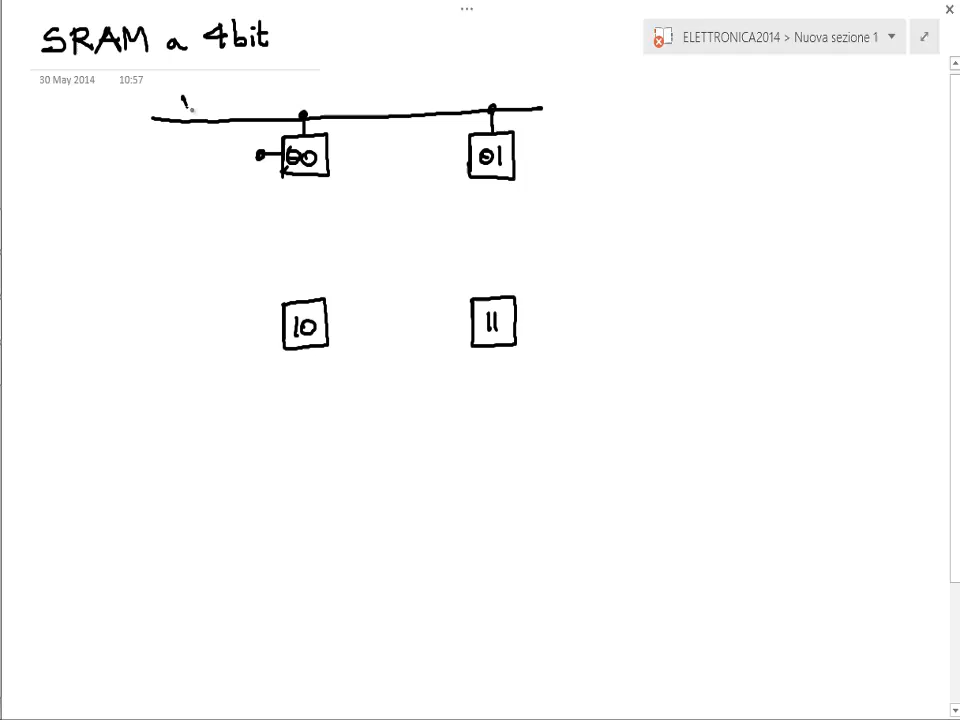 SRAM a 4bit
ELETTRONICA2014 > Nuova sezione 1
30 May 2014 10:57
00 01
10 11